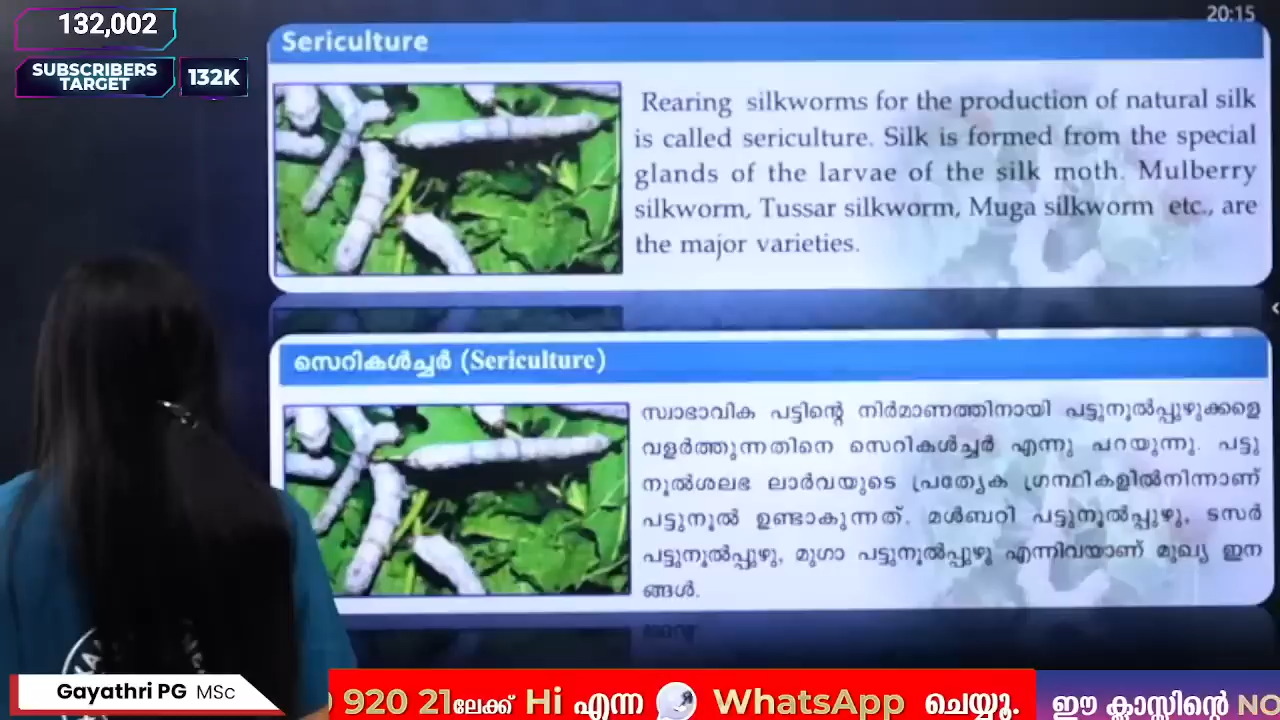 132,002
SUBSCRIBERS
TARGET
132K
20:15
Sericulture
Rearing silkworms for the production of natural silk
is called sericulture. Silk is formed from the special
glands of the larvae of the silk moth. Mulberry
silkworm, Tussar silkworm, Muga silkworm etc., are
the major varieties.
സെറികൾച്ചർ (Sericulture)
സ്വാഭാവിക പട്ടിന്റെ നിർമാണത്തിനായി പട്ടുനൂൽപ്പുഴുക്കളെ
വളർത്തുന്നതിനെ സെറികൾച്ചർ എന്നു പറയുന്നു. പട്ടു
നൂൽശലഭ ലാർവയുടെ പ്രത്യേക ഗ്രന്ഥികളിൽനിന്നാണ്
പട്ടുനൂൽ ഉണ്ടാകുന്നത്. മൾബറി പട്ടുനൂൽപ്പുഴു, ടസർ
പട്ടുനൂൽപ്പുഴു, മുഗാ പട്ടുനൂൽപ്പുഴു എന്നിവയാണ് മുഖ്യ ഇന
ങ്ങൾ.
Gayathri PG MSc
920 21ലേക്ക് Hi എന്ന WhatsApp ചെയ്യൂ.
ഈ ക്ലാസ്സിന്റെ NO